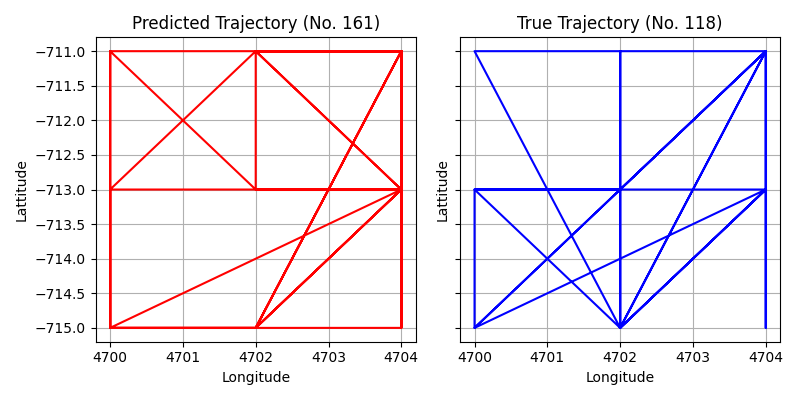 Predicted Trajectory (No. 161)
True Trajectory (No. 118)
−711.0
−711.5
−712.0
−712.5
−713.0
−713.5
−714.0
−714.5
−715.0
Lattitude
Lattitude
4700 4701 4702 4703 4704
4700 4701 4702 4703 4704
Longitude
Longitude